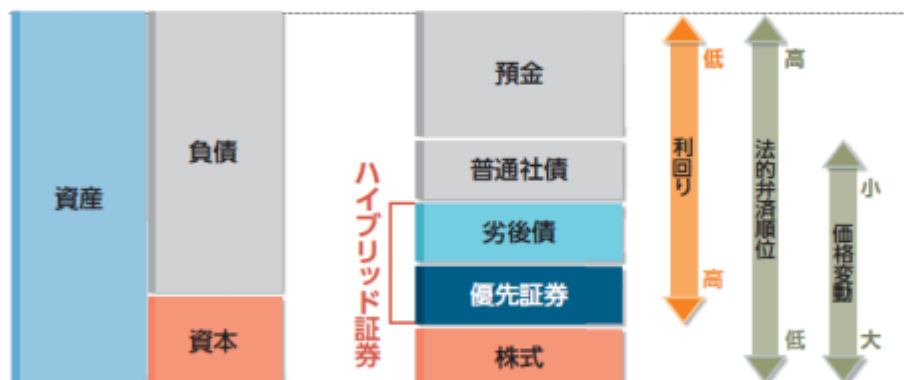 資産
負債
資本
ハイブリッド証券
預金
普通社債
劣後債
優先証券
株式
低
利回り
高
高
法的弁済順位
低
小
価格変動
大